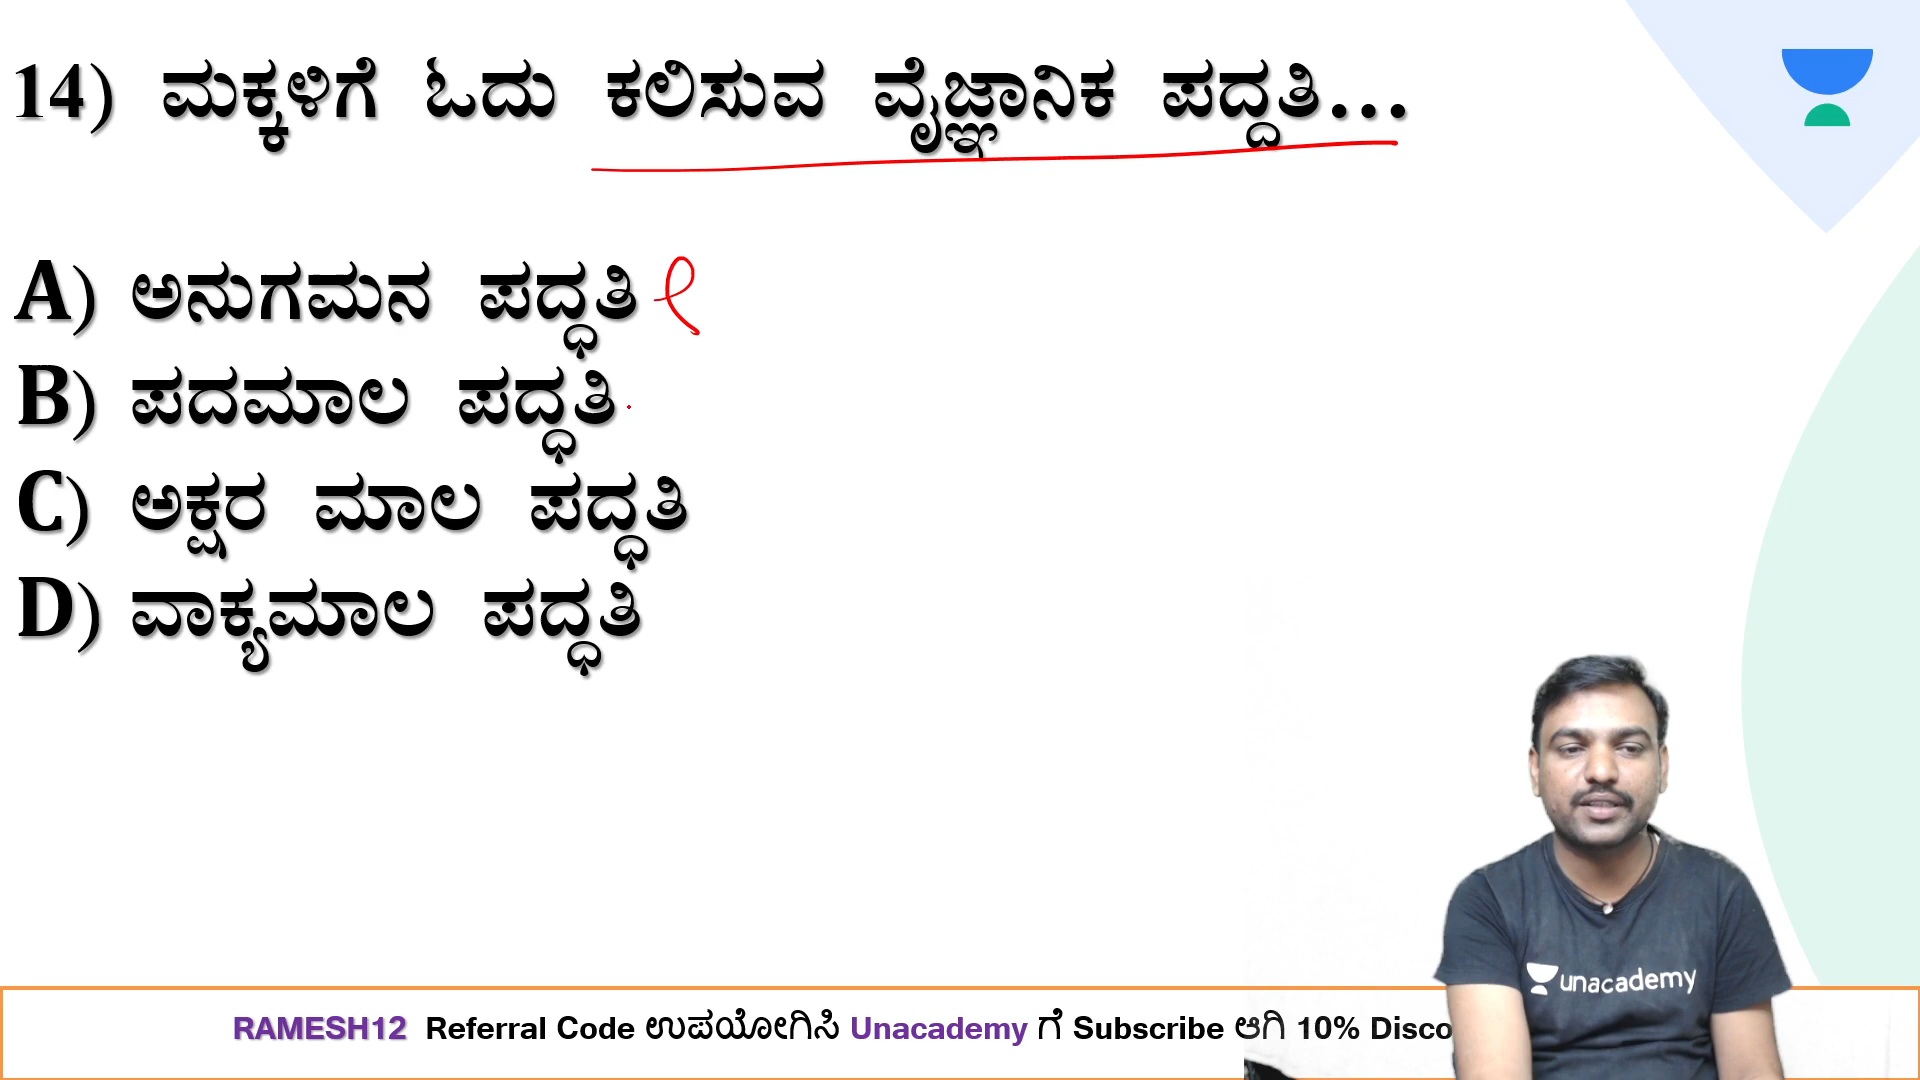 14) ಮಕ್ಕಳಿಗೆ ಓದು ಕಲಿಸುವ ವೈಜ್ಞಾನಿಕ ಪದ್ದತಿ...
A) ಅನುಗಮನ ಪದ್ಧತಿ
B) ಪದಮಾಲ ಪದ್ಧತಿ
C) ಅಕ್ಷರ ಮಾಲ ಪದ್ಧತಿ
D) ವಾಕ್ಯಮಾಲ ಪದ್ಧತಿ
unacademy
RAMESH12 Referral Code ಉಪಯೋಗಿಸಿ Unacademy ಗೆ Subscribe ಆಗಿ 10% Disco